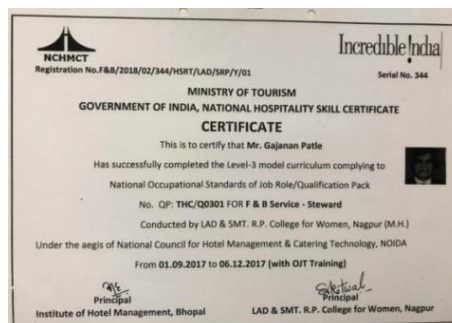 NCHMCT
Incredible !ndia
Registration No.F&B/2018/02/344/HSRT/LAD/SRP/Y/01
Serial No. 344
MINISTRY OF TOURISM
GOVERNMENT OF INDIA, NATIONAL HOSPITALITY SKILL CERTIFICATE
CERTIFICATE
This is to certify that Mr. Gajanan Patle
Has successfully completed the Level-3 model curriculum complying to
National Occupational Standards of Job Role/Qualification Pack
No. QP: THC/Q0301 FOR F & B Service - Steward
Conducted by LAD & SMT. R.P. College for Women, Nagpur (M.H.)
Under the aegis of National Council for Hotel Management & Catering Technology, NOIDA
From 01.09.2017 to 06.12.2017 (with OJT Training)
Principal
Institute of Hotel Management, Bhopal
Principal
LAD & SMT. R.P. College for Women, Nagpur